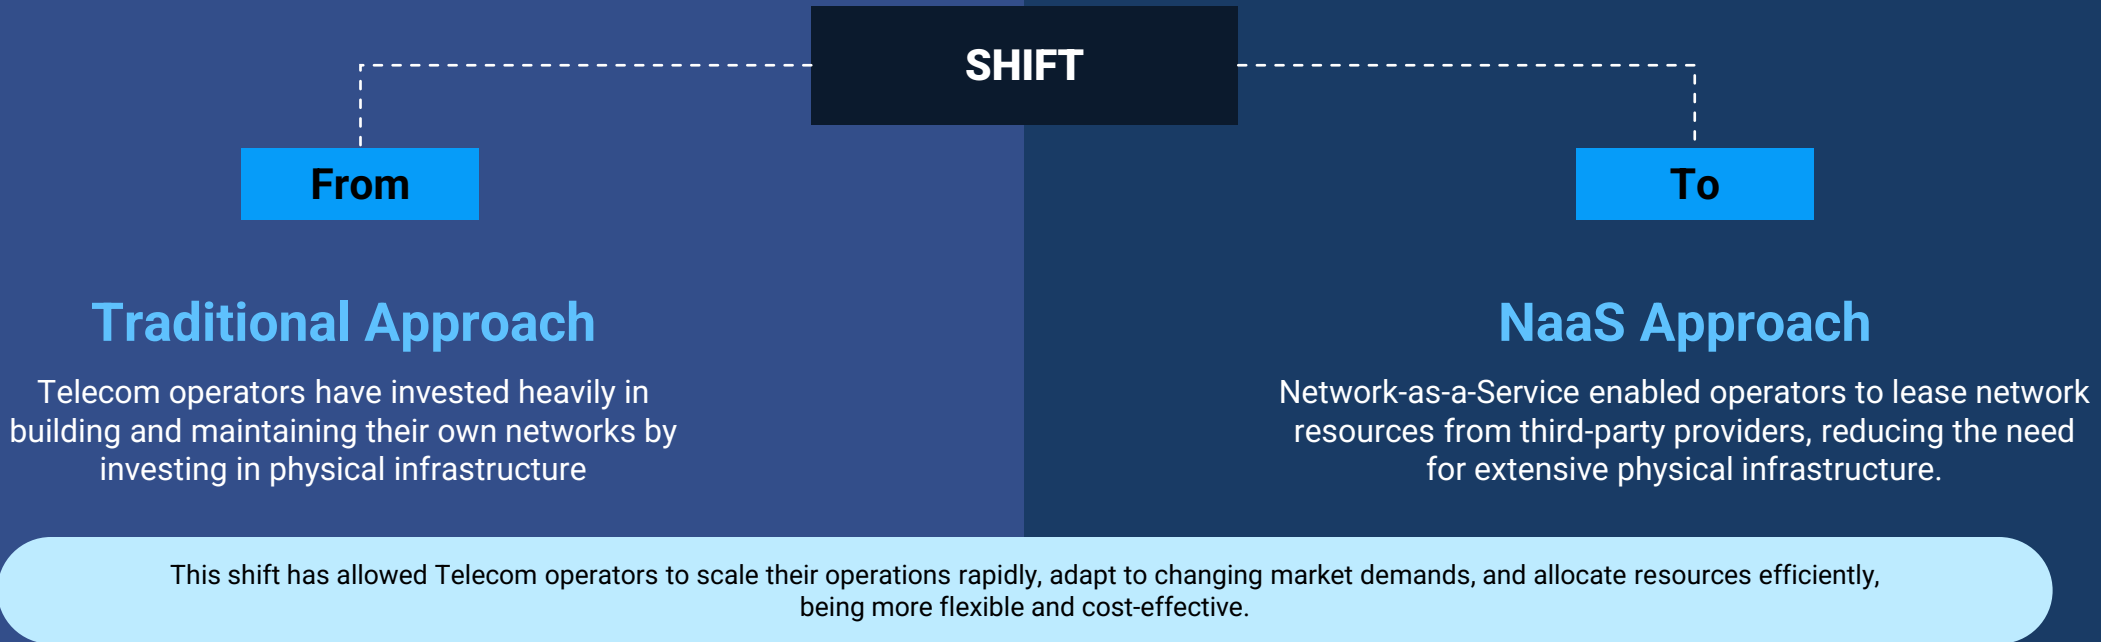 SHIFT
From
To
Traditional Approach
Telecom operators have invested heavily in
building and maintaining their own networks by
investing in physical infrastructure
NaaS Approach
Network-as-a-Service enabled operators to lease network
resources from third-party providers, reducing the need
for extensive physical infrastructure.
This shift has allowed Telecom operators to scale their operations rapidly, adapt to changing market demands, and allocate resources efficiently,
being more flexible and cost-effective.